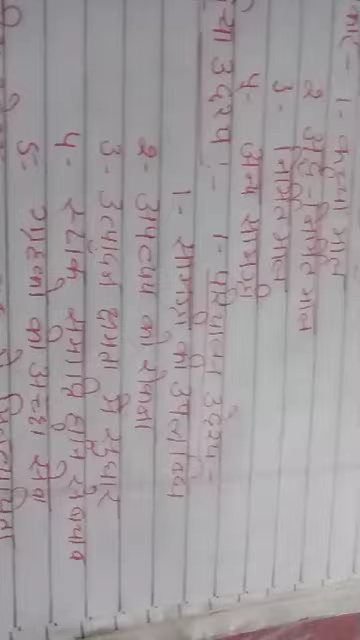 कार - 1- कच्चा माल
2 अर्द्ध-निर्मित माल
3- निर्मित माल
4- अन्य सामग्री
उद्देश्य :- 1- परिचालन उद्देश्य-
1- सामग्री की उपलब्धि
2- अपव्यय को रोकना
3- उत्पादन क्षमता में सुधार
4- स्टॉक समाप्ति हानि से बचाव
5- ग्राहकों को अच्छी सेवा